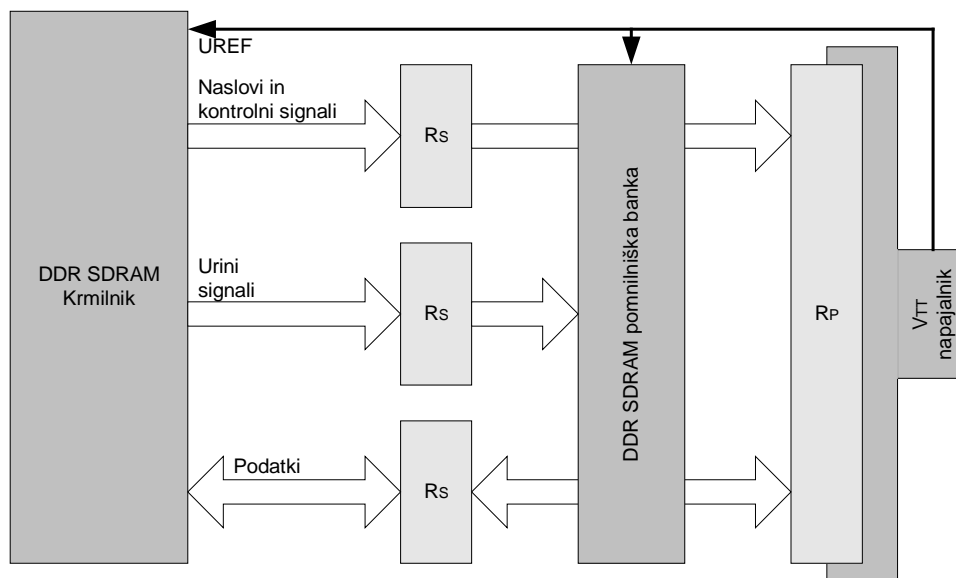 UREF
Naslovi in
kontrolni signali
RS
DDR SDRAM
Krmilnik
Urini
signali
RS
DDR SDRAM pomnilniška banka
RP
VTT
napajalnik
Podatki
RS